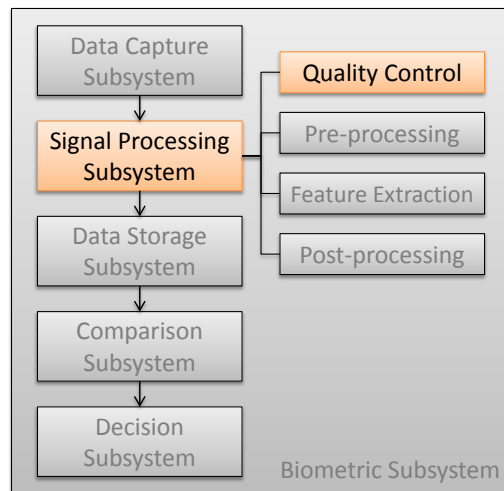 Data Capture
Subsystem
Quality Control
Signal Processing
Subsystem
Pre-processing
Feature Extraction
Data Storage
Subsystem
Post-processing
Comparison
Subsystem
Decision
Subsystem
Biometric Subsystem